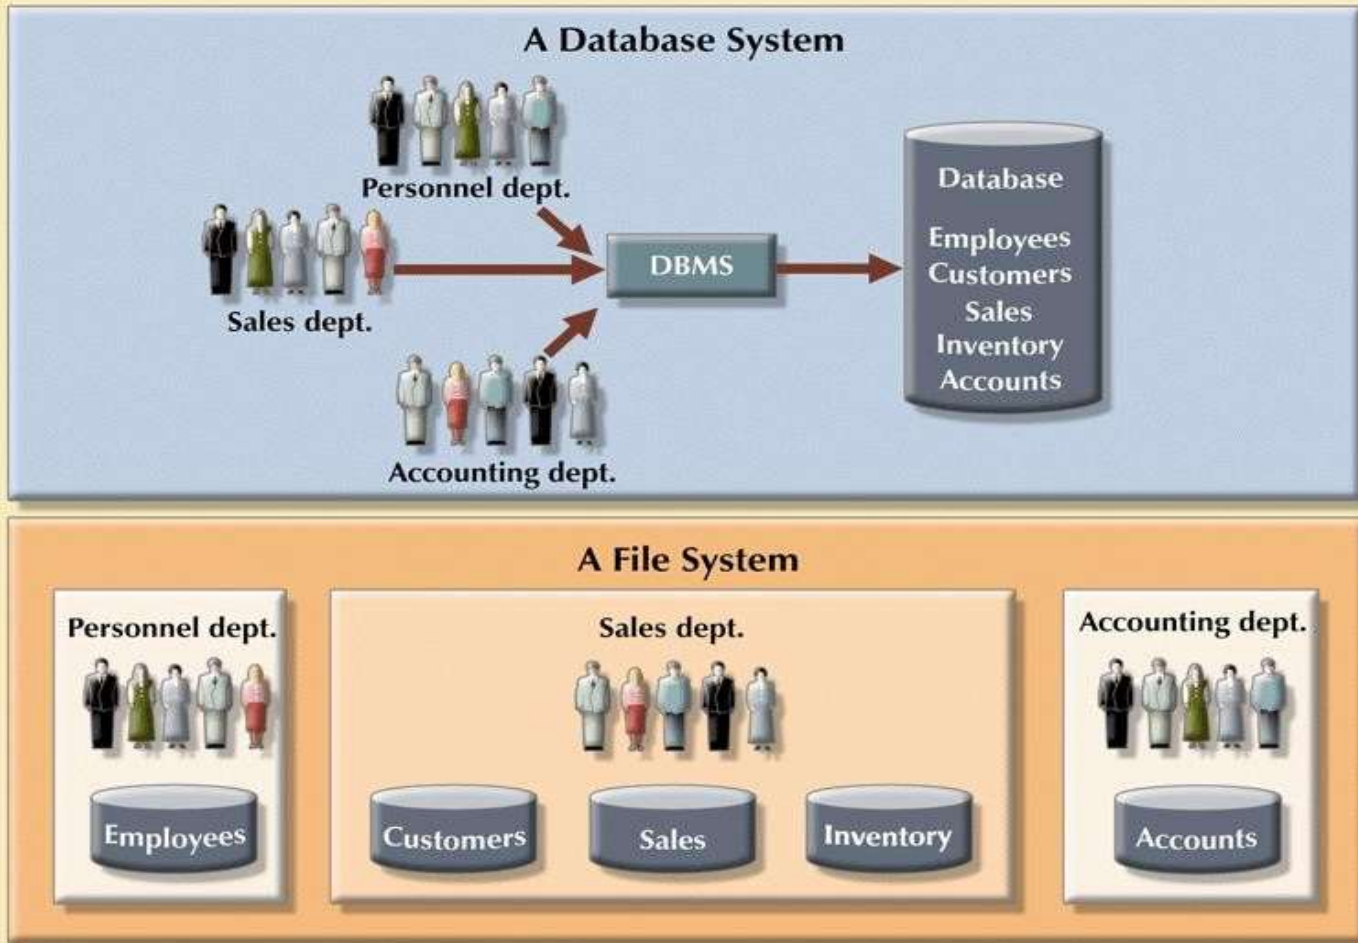 A Database System
Personnel dept.
Sales dept.
Accounting dept.
DBMS
Database
Employees
Customers
Sales
Inventory
Accounts
A File System
Personnel dept.
Employees
Sales dept.
Customers
Sales
Inventory
Accounting dept.
Accounts